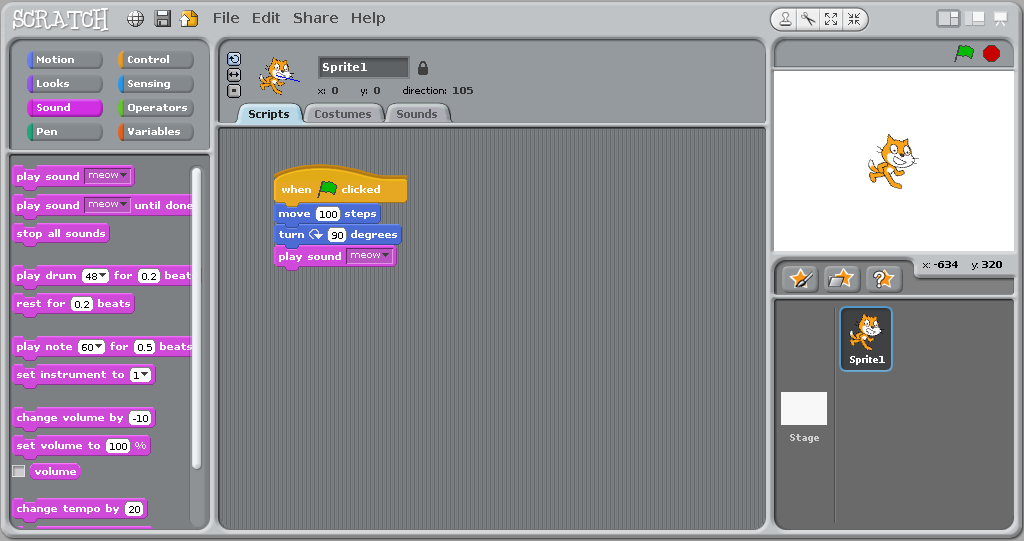 SCRATCH File Edit Share Help
Motion Control
Looks Sensing
Sound Operators
Pen Variables
play sound meow
play sound meow until done
stop all sounds
play drum 48 for 0.2 beat
rest for 0.2 beats
play note 60 for 0.5 beats
set instrument to 1
change volume by -10
set volume to 100 %
volume
change tempo by 20
Sprite1
x: 0 y: 0 direction: 105
Scripts Costumes Sounds
when clicked
move 100 steps
turn 90 degrees
play sound meow
x: -634 y: 320
Sprite1
Stage